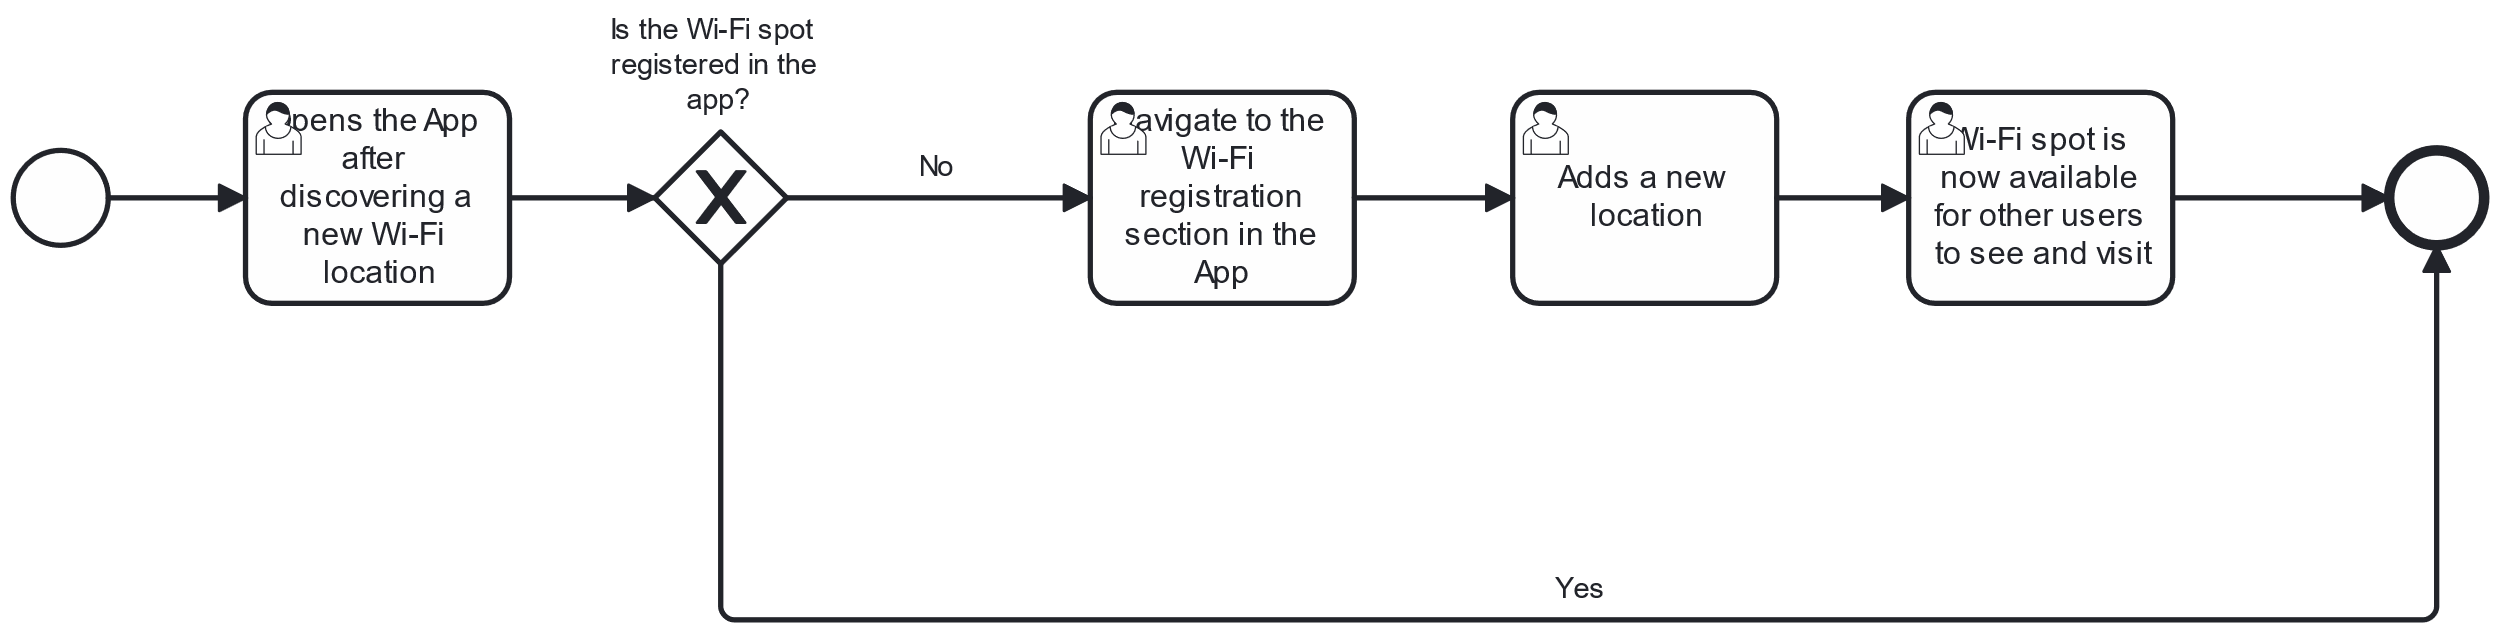 Is the Wi-Fi spot
registered in the
app?
pens the App
after
discovering a
new Wi-Fi
location
No
avigate to the
Wi-Fi
registration
section in the
App
Adds a new
location
Wi-Fi spot is
now available
for other users
to see and visit
Yes